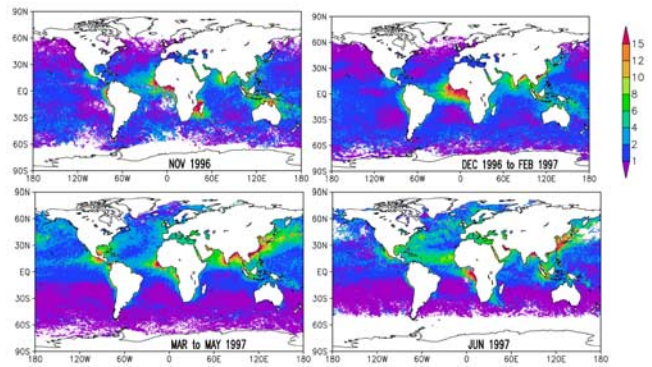 90N 90N
60N 60N
30N 30N
EQ EQ
30S 30S
60S 60S
90S 90S
NOV 1996 DEC 1996 to FEB 1997
180 120W 60W 0 60E 120E 180 180 120W 60W 0 60E 120E 180
15
12
10
8
6
4
2
1
90N 90N
60N 60N
30N 30N
EQ EQ
30S 30S
60S 60S
90S 90S
MAR to MAY 1997 JUN 1997
180 120W 60W 0 60E 120E 180 180 120W 60W 0 60E 120E 180